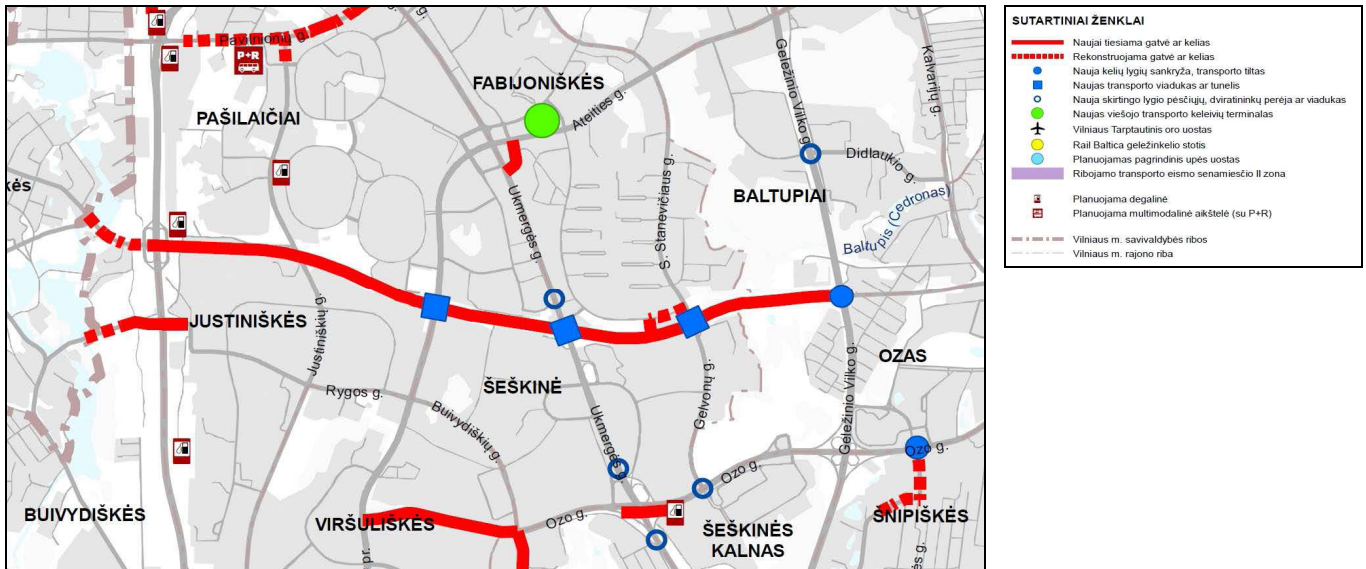 Pavilnionių g.
P+R
FABIJONIŠKĖS
Ateities g.
Geležinio Vilko g.
Kalvarijų g.
PAŠILAIČIAI
Didlaukio g.
BALTUPIAI
Baltupis (Cedronas)
Ukmergės g.
S. Stanevičiaus g.
kės
JUSTINIŠKĖS
Justiniškių g.
OZAS
ŠEŠKINĖ
Rygos g.
Buivydiškių g.
Ukmergės g.
Gelvonų g.
Geležinio Vilko g.
Ozo g.
Ozo g.
BUIVYDIŠKĖS
VIRŠULIŠKĖS
Ozo g.
ŠEŠKINĖS
KALNAS
ŠNIPIŠKĖS
pr.
ės g.
SUTARTINIAI ŽENKLAI
Naujai tiesiama gatvė ar kelias
Rekonstruojama gatvė ar kelias
Nauja kelių lygių sankryža, transporto tiltas
Naujas transporto viadukas ar tunelis
Nauja skirtingo lygio pėsčiųjų, dviratininkų perėja ar viadukas
Naujas viešojo transporto keleivių terminalas
Vilniaus Tarptautinis oro uostas
Rail Baltica geležinkelio stotis
Planuojamas pagrindinis upės uostas
Ribojamo transporto eismo senamiesčio II zona
Planuojama degalinė
Planuojama multimodalinė aikštelė (su P+R)
Vilniaus m. savivaldybės ribos
Vilniaus m. rajono riba